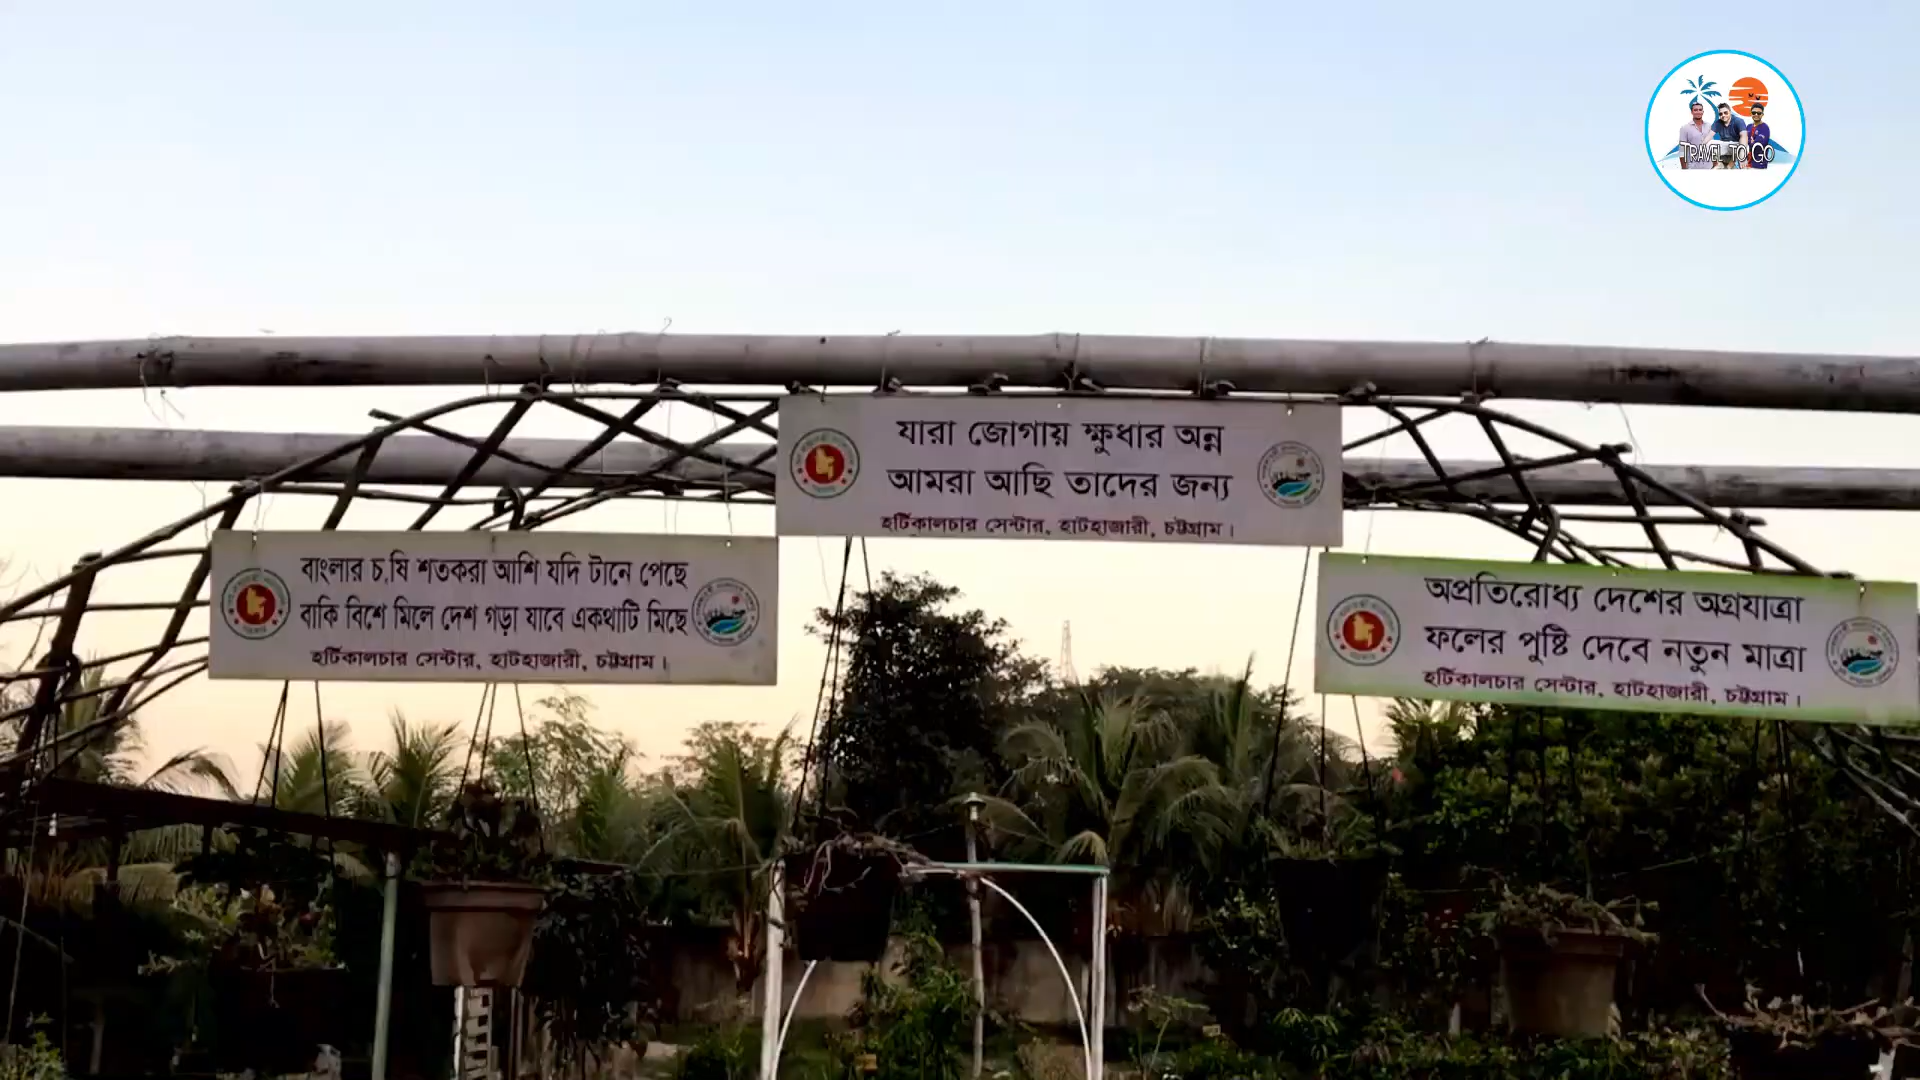 TRAVEL TO GO
যারা জোগায় ক্ষুধার অন্ন
আমরা আছি তাদের জন্য
হর্টিকালচার সেন্টার, হাটহাজারী, চট্টগ্রাম।
বাংলার চ,ষি শতকরা আশি যদি টানে পেছে
বাকি বিশে মিলে দেশ গড়া যাবে একথাটি মিছে
হর্টিকালচার সেন্টার, হাটহাজারী, চট্টগ্রাম।
অপ্রতিরোধ্য দেশের অগ্রযাত্রা
ফলের পুষ্টি দেবে নতুন মাত্রা
হর্টিকালচার সেন্টার, হাটহাজারী, চট্টগ্রাম।